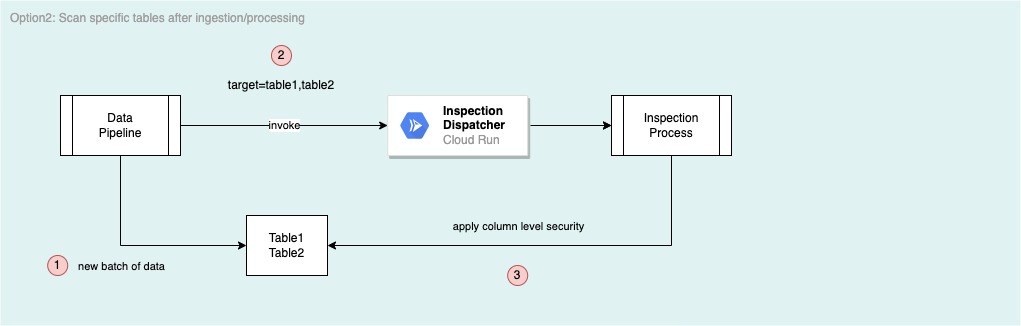 Option2: Scan specific tables after ingestion/processing
2
target=table1,table2
Data
Pipeline
invoke
Inspection
Dispatcher
Cloud Run
Inspection
Process
Table1
Table2
apply column level security
1
new batch of data
3